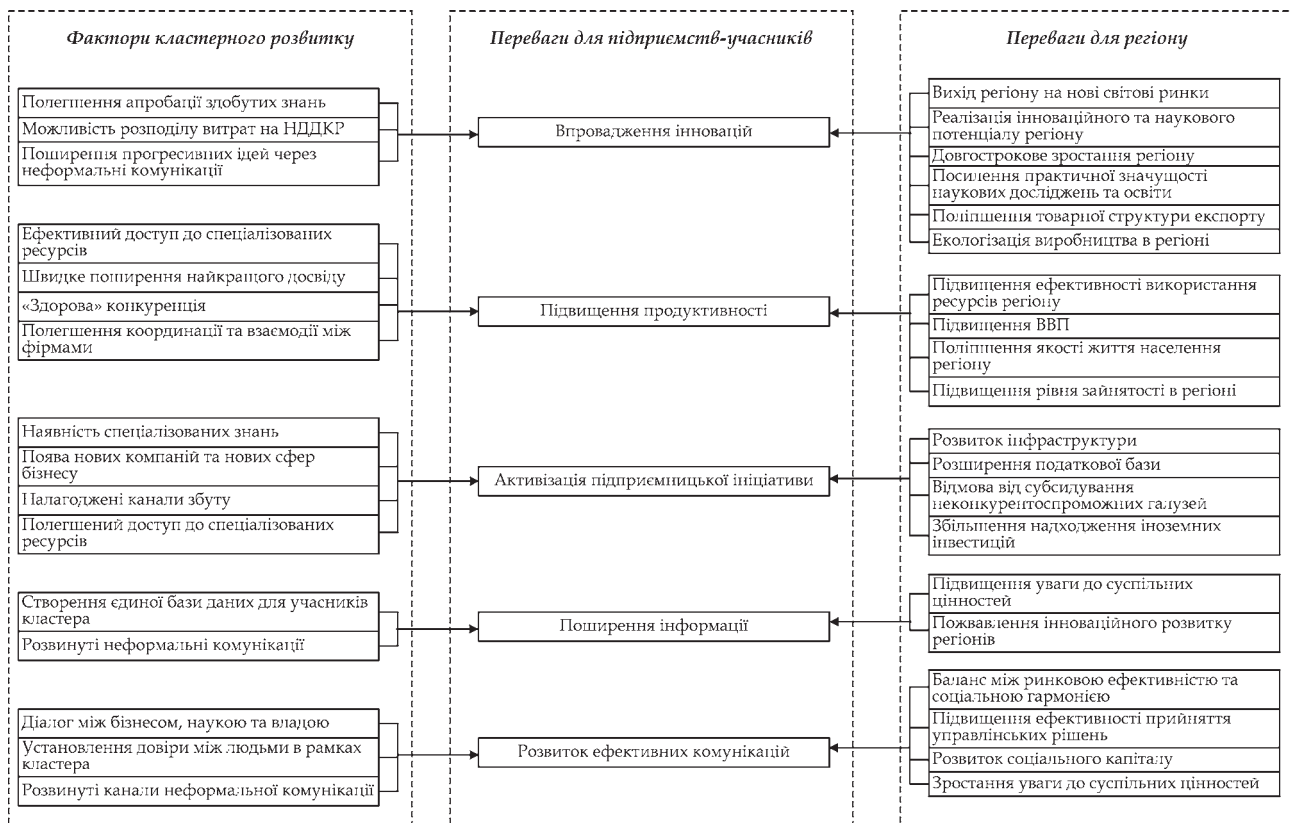 Фактори кластерного розвитку
Полегшення апробації здобутих знань
Можливість розподілу витрат на НДДКР
Поширення прогресивних ідей через
неформальні комунікації
Ефективний доступ до спеціалізованих
ресурсів
Швидке поширення найкращого досвіду
«Здорова» конкуренція
Полегшення координації та взаємодії між
фірмами
Наявність спеціалізованих знань
Поява нових компаній та нових сфер
бізнесу
Налагоджені канали збуту
Полегшений доступ до спеціалізованих
ресурсів
Створення єдиної бази даних для учасників
кластера
Розвинуті неформальні комунікації
Діалог між бізнесом, наукою та владою
Установлення довіри між людьми в рамках
кластера
Розвинуті канали неформальної комунікації
Переваги для підприємств-учасників
Впровадження інновацій
Підвищення продуктивності
Активізація підприємницької ініціативи
Поширення інформації
Розвиток ефективних комунікацій
Переваги для регіону
Вихід регіону на нові світові ринки
Реалізація інноваційного та наукового
потенціалу регіону
Довгострокове зростання регіону
Посилення практичної значущості
наукових досліджень та освіти
Поліпшення товарної структури експорту
Екологізація виробництва в регіоні
Підвищення ефективності використання
ресурсів регіону
Підвищення ВВП
Поліпшення якості життя населення
регіону
Підвищення рівня зайнятості в регіоні
Розвиток інфраструктури
Розширення податкової бази
Відмова від субсидування
неконкурентоспроможних галузей
Збільшення надходження іноземних
інвестицій
Підвищення уваги до суспільних
цінностей
Пожвавлення інноваційного розвитку
регіонів
Баланс між ринковою ефективністю та
соціальною гармонією
Підвищення ефективності прийняття
управлінських рішень
Розвиток соціального капіталу
Зростання уваги до суспільних цінностей